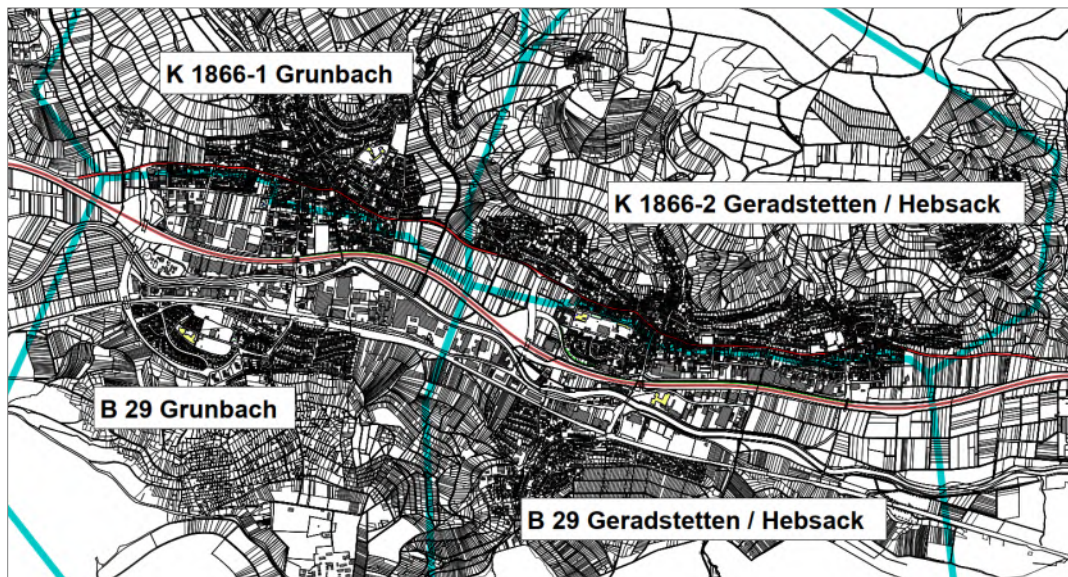 K 1866-1 Grunbach
K 1866-2 Geradstetten / Hebsack
B 29 Grunbach
B 29 Geradstetten / Hebsack